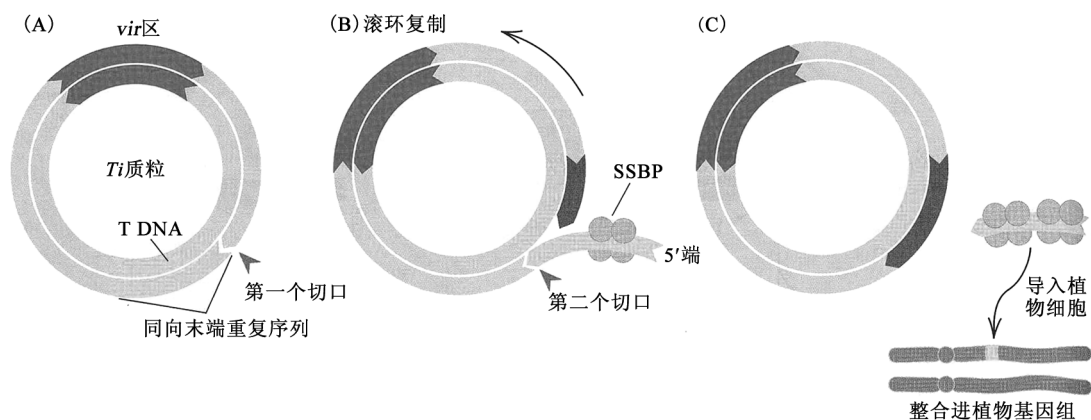 (A)
vir区
Ti质粒
T DNA
第一个切口
同向末端重复序列
(B) 滚环复制
SSBP
5′端
第二个切口
(C)
导入植
物细胞
整合进植物基因组